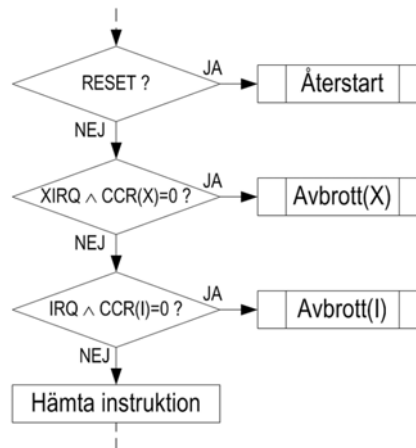 RESET ?
JA
Återstart
NEJ
XIRQ ∧ CCR(X)=0 ?
JA
Avbrott(X)
NEJ
IRQ ∧ CCR(I)=0 ?
JA
Avbrott(I)
NEJ
Hämta instruktion